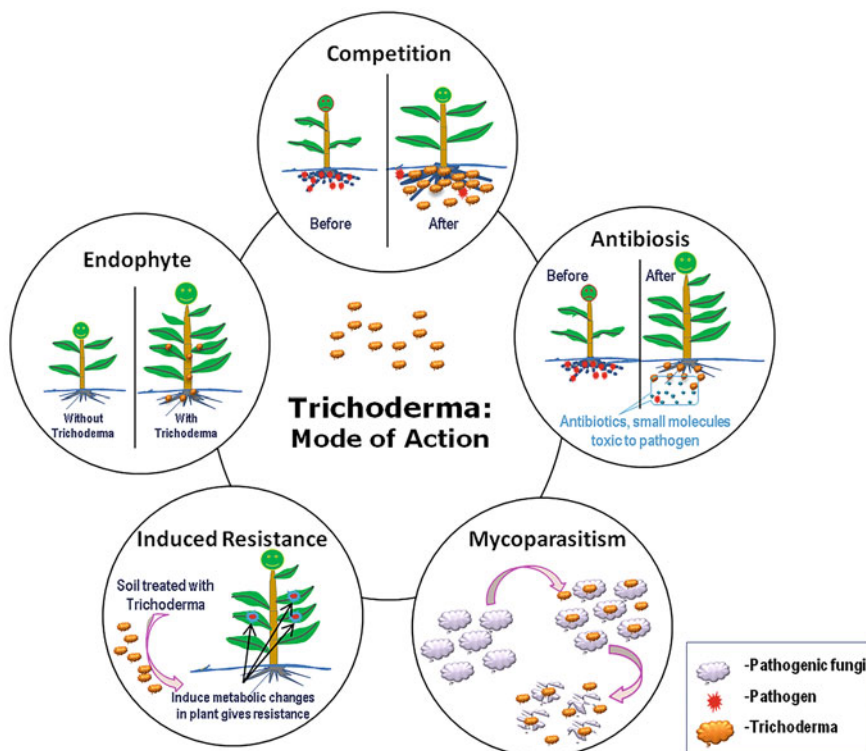 Competition
Before
After
Antibiosis
Before
After
Antibiotics, small molecules
toxic to pathogen
Endophyte
Without
Trichoderma
With
Trichoderma
Trichoderma:
Mode of Action
Induced Resistance
Soil treated with
Trichoderma
Induce metabolic changes
in plant gives resistance
Mycoparasitism
-Pathogenic fungi
-Pathogen
-Trichoderma